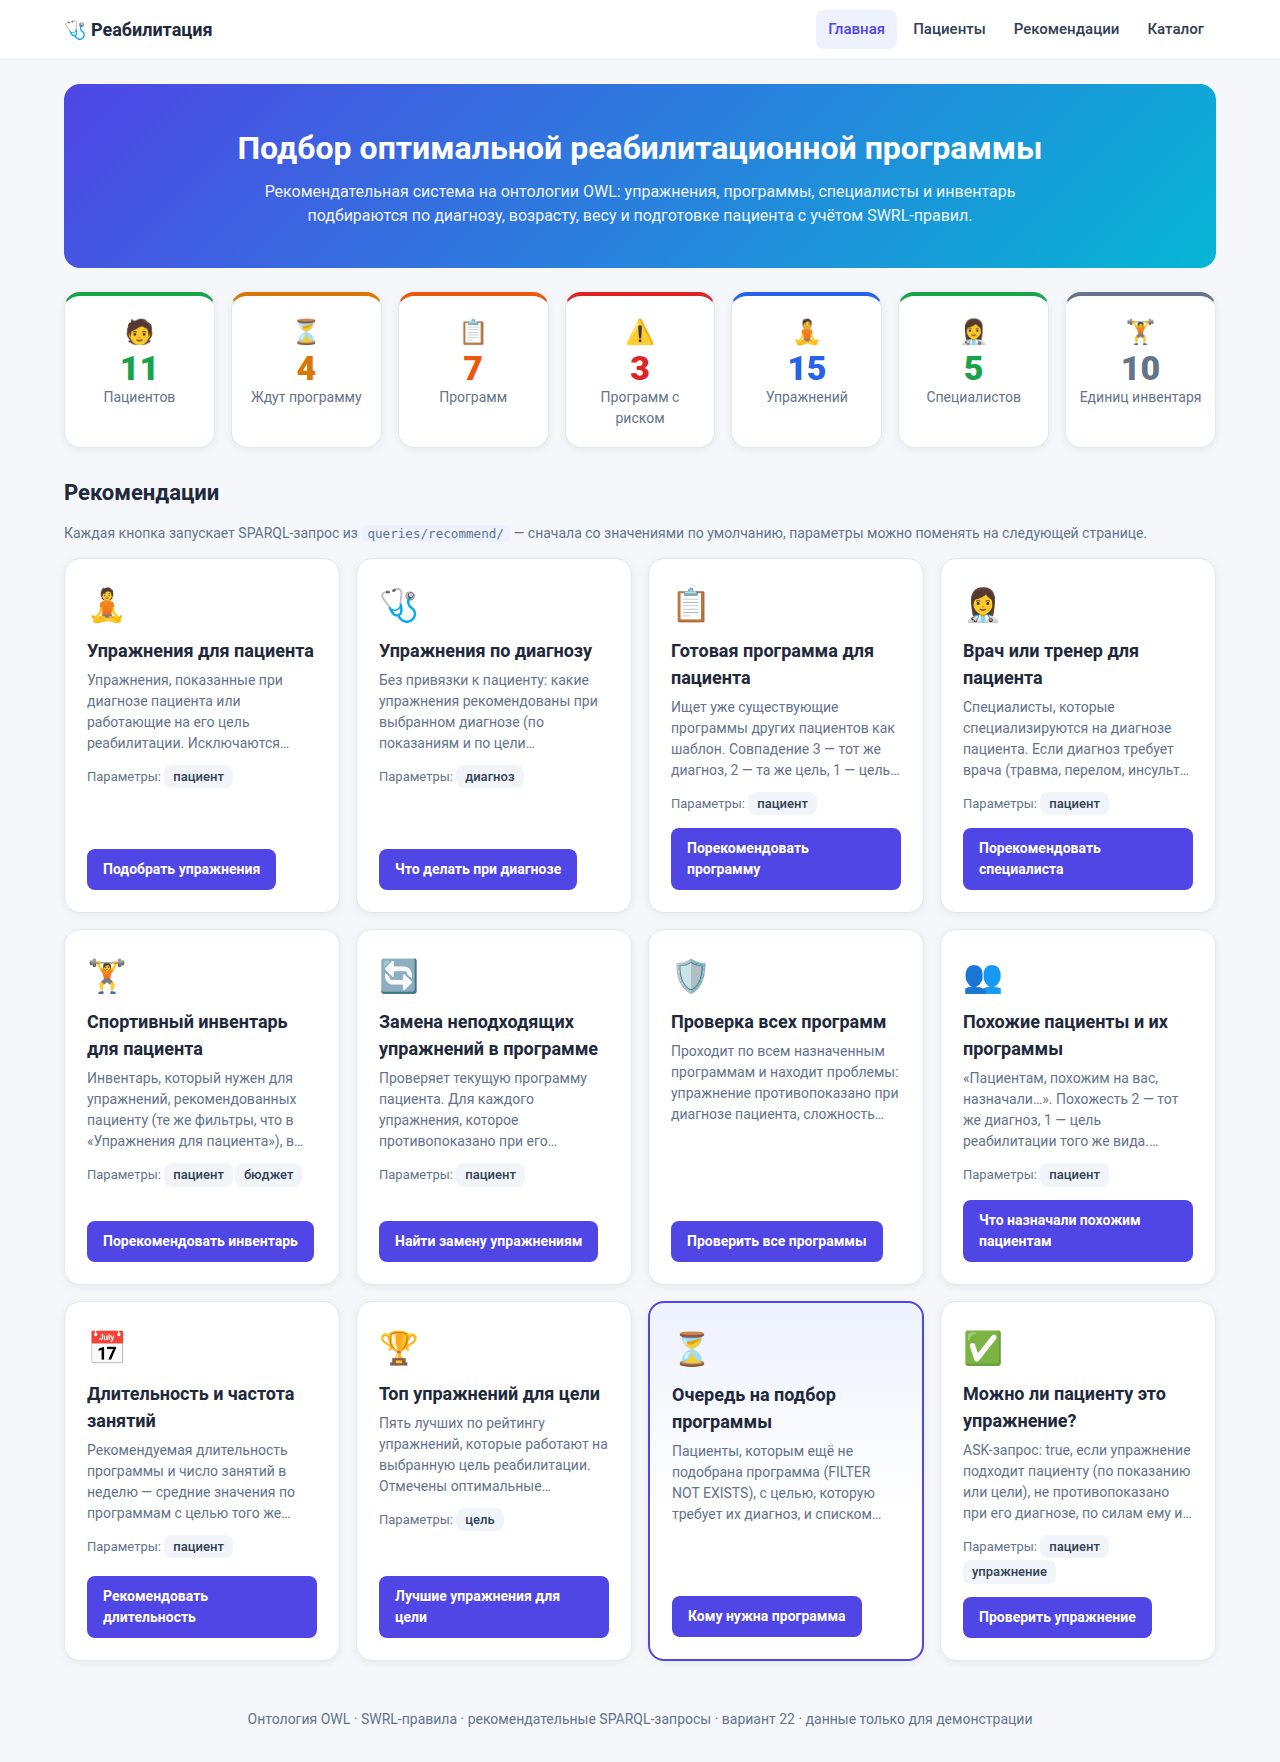 Реабилитация
Главная
Пациенты
Рекомендации
Каталог
Подбор оптимальной реабилитационной программы
Рекомендательная система на онтологии OWL: упражнения, программы, специалисты и инвентарь
подбираются по диагнозу, возрасту, весу и подготовке пациента с учётом SWRL-правил.
11
Пациентов
4
Ждут программу
7
Программ
3
Программ с
риском
15
Упражнений
5
Специалистов
10
Единиц инвентаря
Рекомендации
Каждая кнопка запускает SPARQL-запрос из queries/recommend/ — сначала со значениями по умолчанию, параметры можно поменять на следующей странице.
Упражнения для пациента
Упражнения, показанные при
диагнозе пациента или
работающие на его цель
реабилитации. Исключаются…
Параметры: пациент
Подобрать упражнения
Упражнения по диагнозу
Без привязки к пациенту: какие
упражнения рекомендованы при
выбранном диагнозе (по
показаниям и по цели…
Параметры: диагноз
Что делать при диагнозе
Готовая программа для
пациента
Ищет уже существующие
программы других пациентов как
шаблон. Совпадение 3 — тот же
диагноз, 2 — та же цель, 1 — цель…
Параметры: пациент
Порекомендовать
программу
Врач или тренер для
пациента
Специалисты, которые
специализируются на диагнозе
пациента. Если диагноз требует
врача (травма, перелом, инсульт…
Параметры: пациент
Порекомендовать
специалиста
Спортивный инвентарь
для пациента
Инвентарь, который нужен для
упражнений, рекомендованных
пациенту (те же фильтры, что в
«Упражнения для пациента»), в…
Параметры: пациент бюджет
Порекомендовать инвентарь
Замена неподходящих
упражнений в программе
Проверяет текущую программу
пациента. Для каждого
упражнения, которое
противопоказано при его…
Параметры: пациент
Найти замену упражнениям
Проверка всех программ
Проходит по всем назначенным
программам и находит проблемы:
упражнение противопоказано при
диагнозе пациента, сложность…
Проверить все программы
Похожие пациенты и их
программы
«Пациентам, похожим на вас,
назначали…». Похожесть 2 — тот
же диагноз, 1 — цель
реабилитации того же вида.…
Параметры: пациент
Что назначали похожим
пациентам
July
17
Длительность и частота
занятий
Рекомендуемая длительность
программы и число занятий в
неделю — средние значения по
программам с целью того же…
Параметры: пациент
Рекомендовать
длительность
Топ упражнений для цели
Пять лучших по рейтингу
упражнений, которые работают на
выбранную цель реабилитации.
Отмечены оптимальные…
Параметры: цель
Лучшие упражнения для
цели
Очередь на подбор
программы
Пациенты, которым ещё не
подобрана программа (FILTER
NOT EXISTS), с целью, которую
требует их диагноз, и списком…
Кому нужна программа
Можно ли пациенту это
упражнение?
ASK-запрос: true, если упражнение
подходит пациенту (по показанию
или цели), не противопоказано
при его диагнозе, по силам ему и…
Параметры: пациент
упражнение
Проверить упражнение
Онтология OWL · SWRL-правила · рекомендательные SPARQL-запросы · вариант 22 · данные только для демонстрации